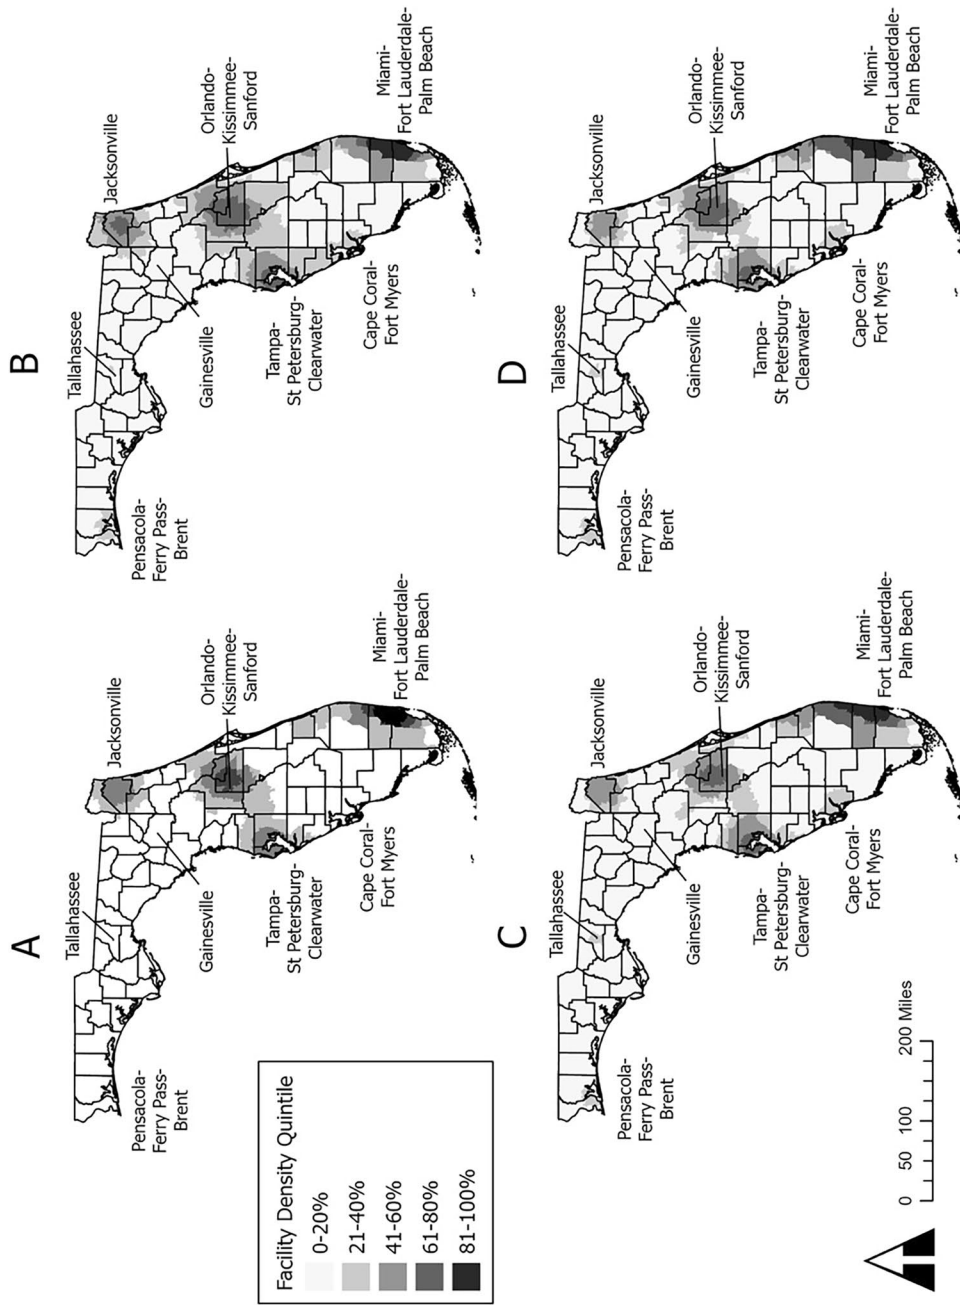 A
Tallahassee
Jacksonville
Pensacola-
Ferry Pass-
Brent
Gainesville
Orlando-
Kissimmee-
Sanford
Tampa-
St Petersburg-
Clearwater
Cape Coral-
Fort Myers
Miami-
Fort Lauderdale-
Palm Beach
B
Tallahassee
Jacksonville
Pensacola-
Ferry Pass-
Brent
Gainesville
Orlando-
Kissimmee-
Sanford
Tampa-
St Petersburg-
Clearwater
Cape Coral-
Fort Myers
Miami-
Fort Lauderdale-
Palm Beach
Facility Density Quintile
0-20%
21-40%
41-60%
61-80%
81-100%
C
Tallahassee
Jacksonville
Pensacola-
Ferry Pass-
Brent
Gainesville
Orlando-
Kissimmee-
Sanford
Tampa-
St Petersburg-
Clearwater
Cape Coral-
Fort Myers
Miami-
Fort Lauderdale-
Palm Beach
D
Tallahassee
Jacksonville
Pensacola-
Ferry Pass-
Brent
Gainesville
Orlando-
Kissimmee-
Sanford
Tampa-
St Petersburg-
Clearwater
Cape Coral-
Fort Myers
Miami-
Fort Lauderdale-
Palm Beach
0 50 100 200 Miles